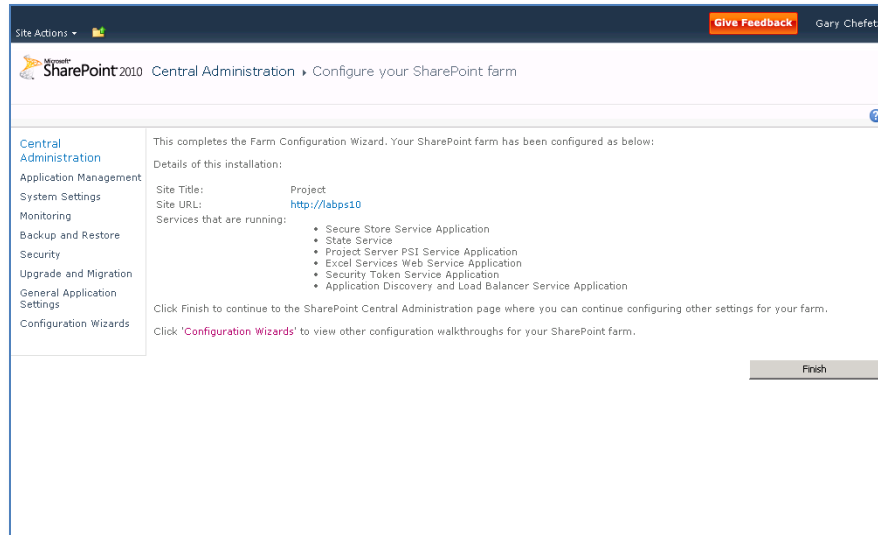 Site Actions
Give Feedback
Gary Chefet
Microsoft
SharePoint 2010 Central Administration Configure your SharePoint farm
Central Administration
Application Management
System Settings
Monitoring
Backup and Restore
Security
Upgrade and Migration
General Application
Settings
Configuration Wizards
This completes the Farm Configuration Wizard. Your SharePoint farm has been configured as below:
Details of this installation:
Site Title: Project
Site URL: http://labps10
Services that are running:
• Secure Store Service Application
• State Service
• Project Server PSI Service Application
• Excel Services Web Service Application
• Security Token Service Application
• Application Discovery and Load Balancer Service Application
Click Finish to continue to the SharePoint Central Administration page where you can continue configuring other settings for your farm.
Click 'Configuration Wizards' to view other configuration walkthroughs for your SharePoint farm.
Finish